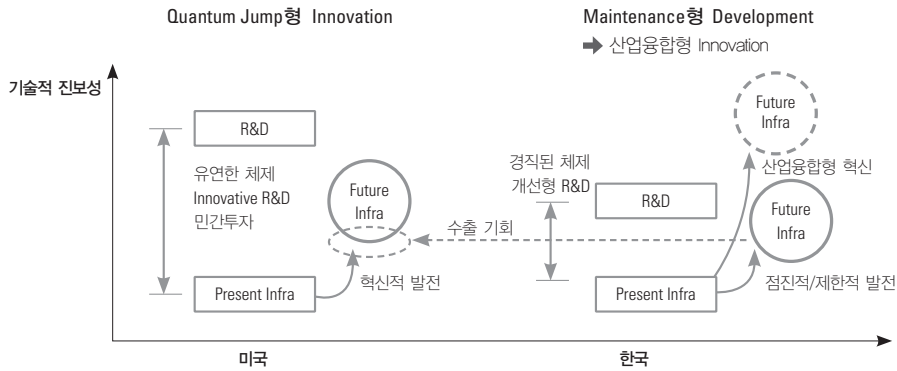 Quantum Jump형 Innovation
Maintenance형 Development
➡ 산업융합형 Innovation
기술적 진보성
R&D
유연한 체제
Innovative R&D
민간투자
Future
Infra
Present Infra
혁신적 발전
수출 기회
경직된 체제
개선형 R&D
R&D
Future
Infra
산업융합형 혁신
Future
Infra
Present Infra
점진적/제한적 발전
미국
한국